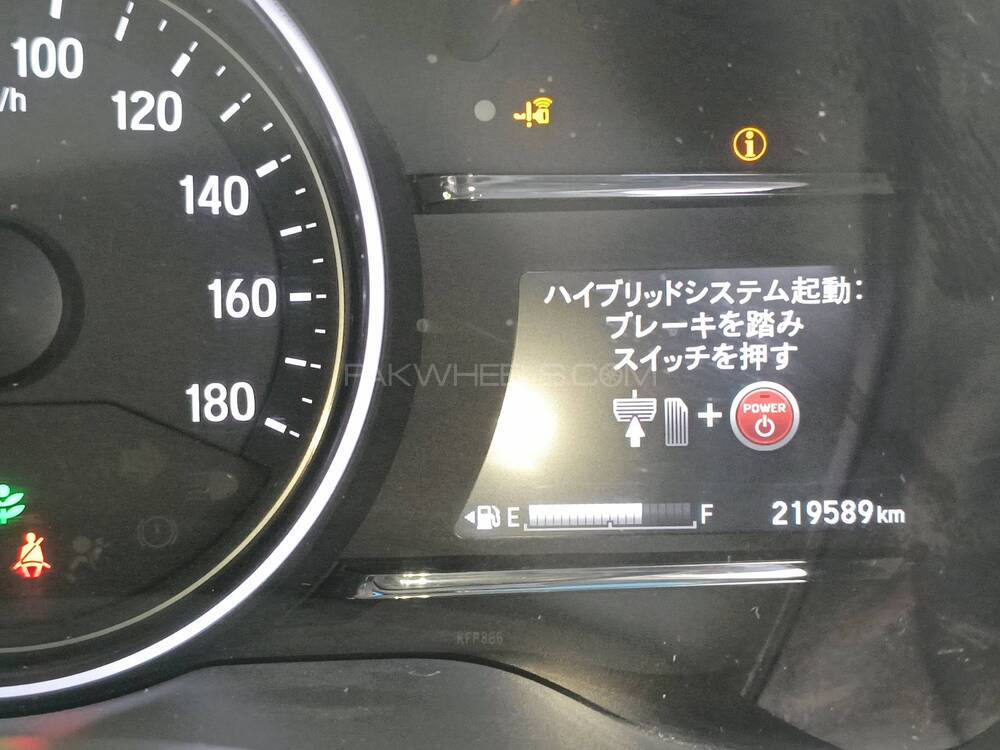 100
/h
120
140
160
180
ハイブリッドシステム起動:
ブレーキを踏み
スイッチを押す
PAKWHEELS.COM
+ POWER
E F 219589km
KFP866